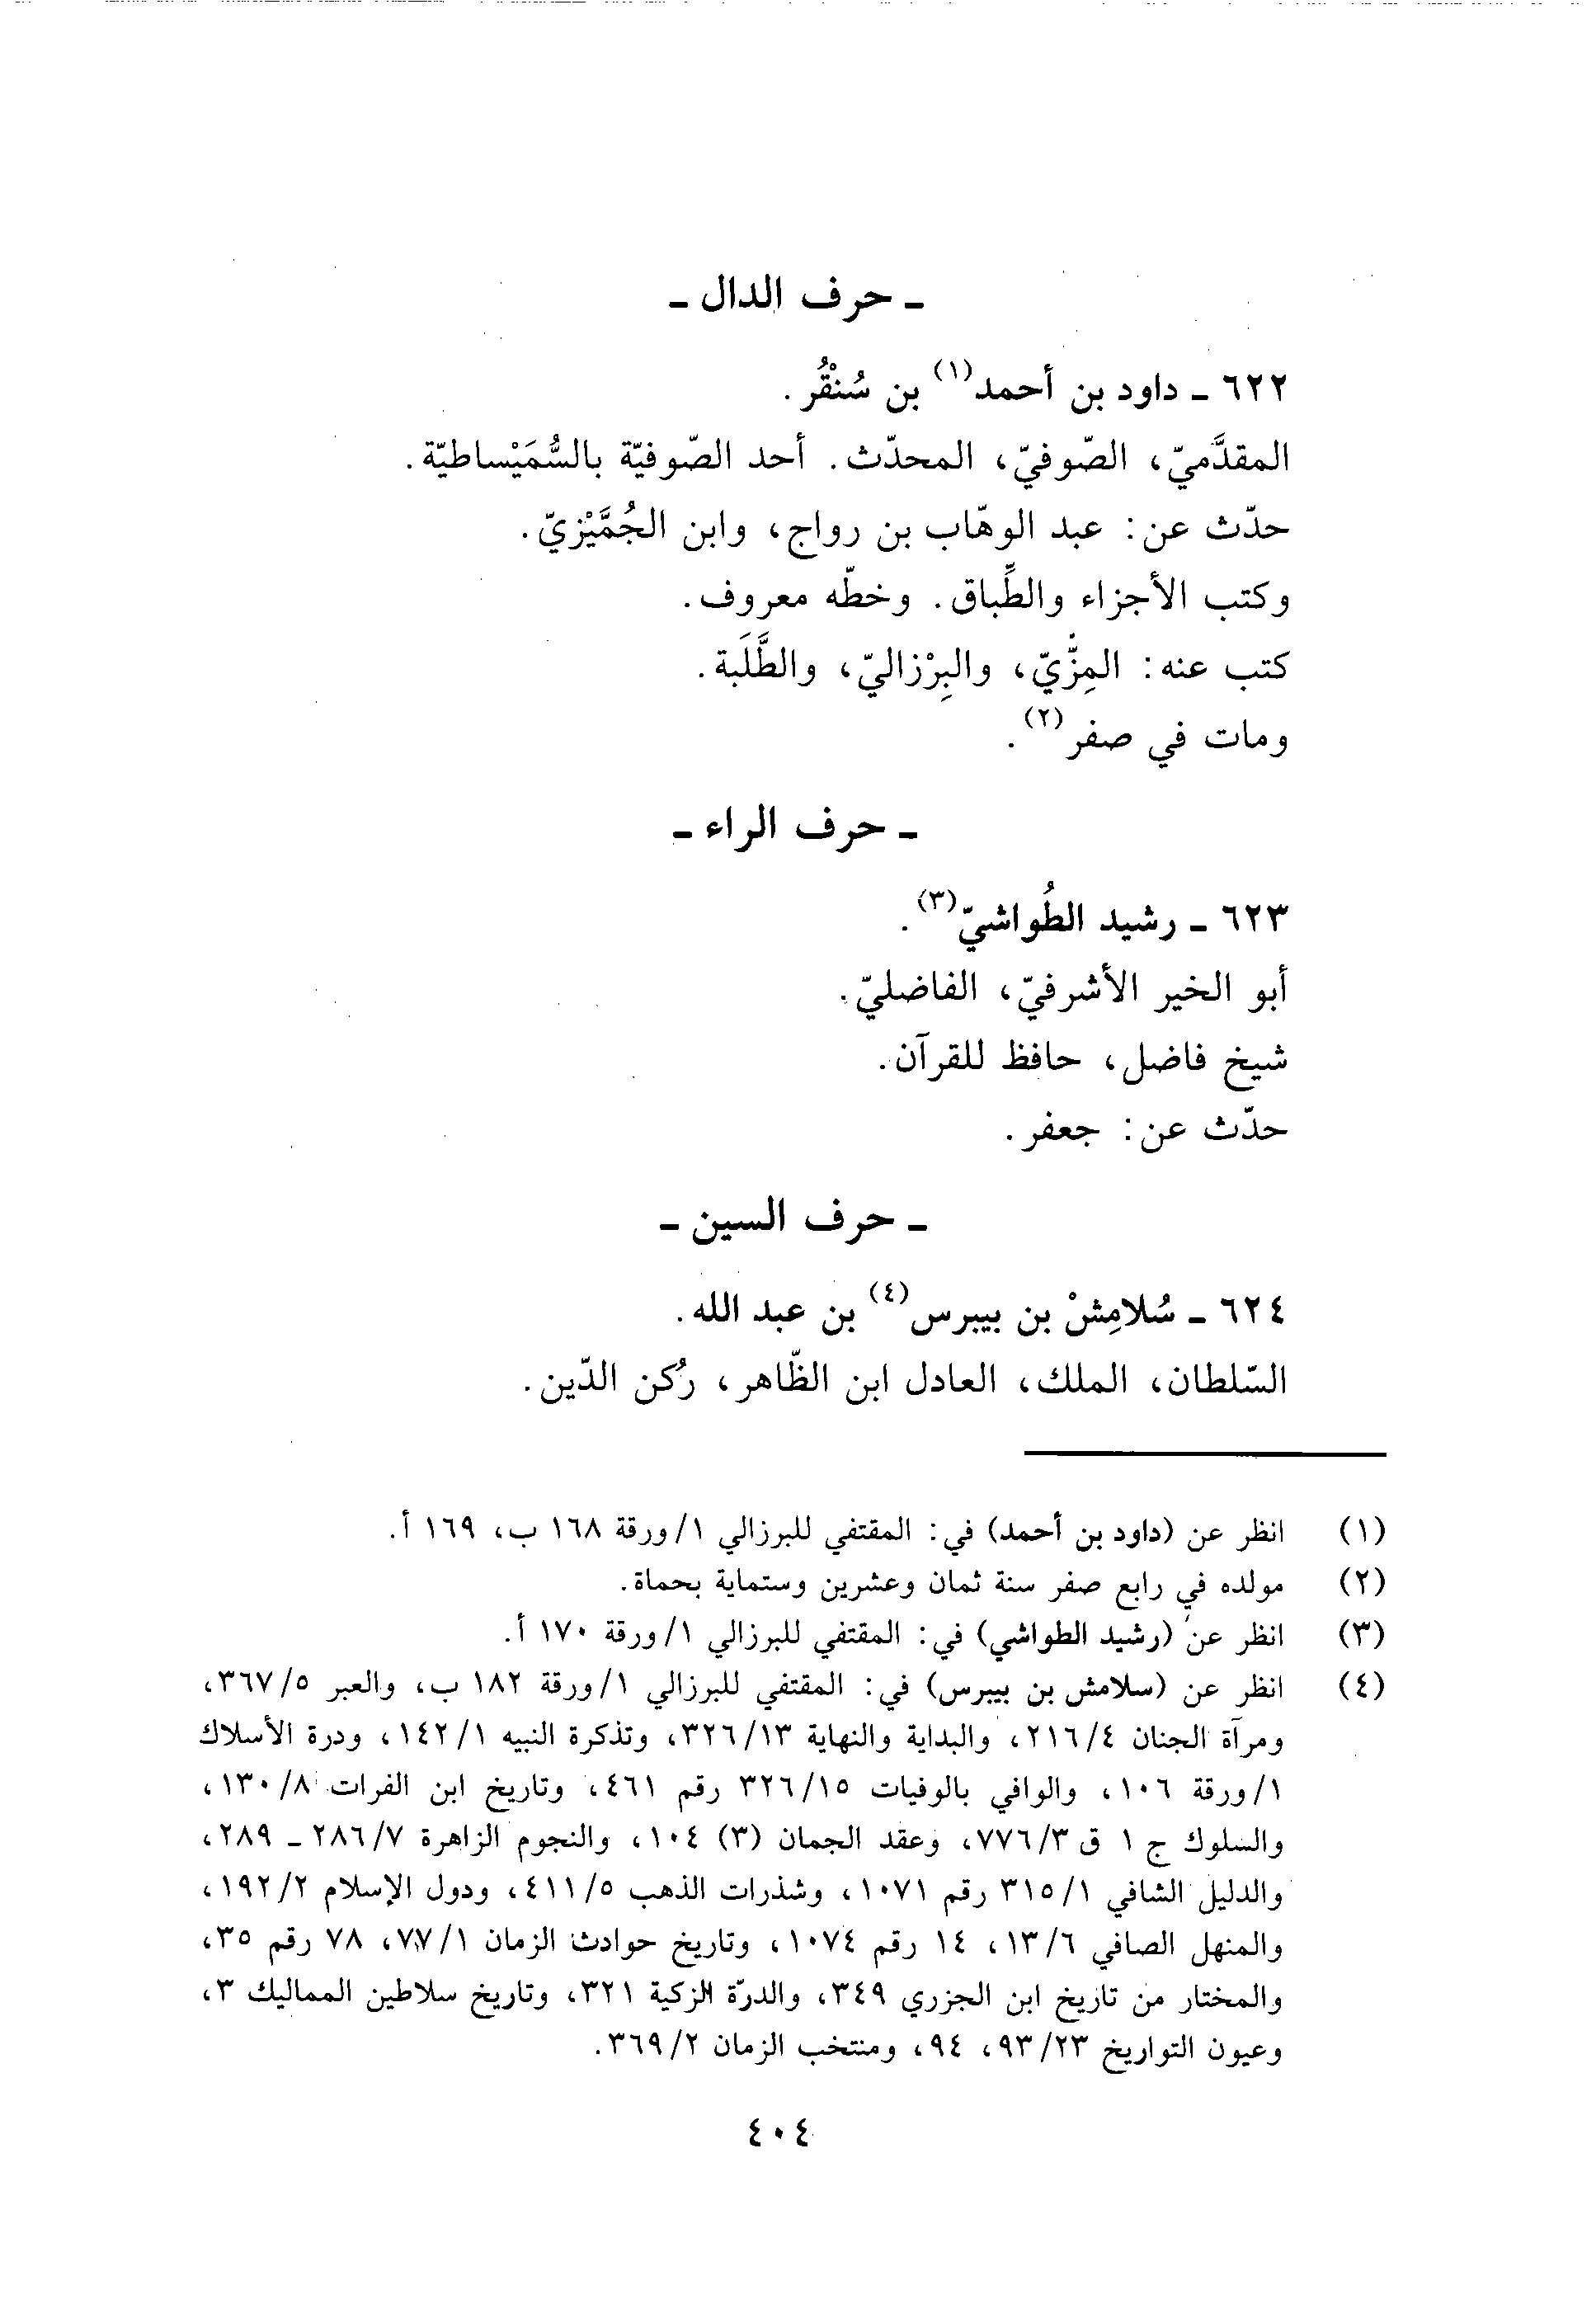 ـ حرف الدال ـ
٦٢٢ ـ داود بن أحمد(١) بن سُنْقُر.
المقدَّميّ، الصّوفيّ، المحدّث. أحد الصّوفيّة بالسُّمَيْساطيّة.
حدّث عن: عبد الوهّاب بن رواج، وابن الجُمَّيْزيّ.
وكتب الأجزاء والطِّباق. وخطّه معروف.
كتب عنه: المِزّيّ، والبِرْزاليّ، والطَّلَبة.
ومات في صفر(٢).
ـ حرف الراء ـ
٦٢٣ ـ رشيد الطُواشيّ(٣).
أبو الخير الأشرفيّ، الفاضليّ.
شيخ فاضل، حافظ للقرآن.
حدّث عن: جعفر.
ـ حرف السين ـ
٦٢٤ ـ سُلامِشْ بن بيبرس(٤) بن عبد الله.
السّلطان، الملك، العادل ابن الظّاهر، رُكن الدّين.
(١) انظر عن (داود بن أحمد) في: المقتفي للبرزالي ١/ورقة ١٦٨ ب، ١٦٩ أ.
(٢) مولده في رابع صفر سنة ثمان وعشرين وستماية بحماة.
(٣) انظر عن (رشيد الطواشي) في: المقتفي للبرزالي ١/ورقة ١٧٠ أ.
(٤) انظر عن (سلامش بن بيبرس) في: المقتفي للبرزالي ١/ورقة ١٨٢ ب، والعبر ٣٦٧/٥،
ومرآة الجنان ٢١٦/٤، والبداية والنهاية ٣٢٦/١٣، وتذكرة النبيه ١٤٢/١، ودرة الأسلاك
١/ورقة ١٠٦، والوافي بالوفيات ٣٢٦/١٥ رقم ٤٦١، وتاريخ ابن الفرات ١٣٠/٨،
والسلوك ج ١ ق ٧٧٦/٣، وعقد الجمان (٣) ١٠٤، والنجوم الزاهرة ٢٨٦/٧ ـ ٢٨٩،
والدليل الشافي ٣١٥/١ رقم ١٠٧١، وشذرات الذهب ٤١١/٥، ودول الإسلام ١٩٢/٢،
والمنهل الصافي ١٣/٦، ١٤ رقم ١٠٧٤، وتاريخ حوادث الزمان ٧٧/١، ٧٨ رقم ٣٥،
والمختار من تاريخ ابن الجزري ٣٤٩، والدرّة الزكية ٣٢١، وتاريخ سلاطين المماليك ٣،
وعيون التواريخ ٩٣/٢٣، ٩٤، ومنتخب الزمان ٣٦٩/٢.
٤٠٤